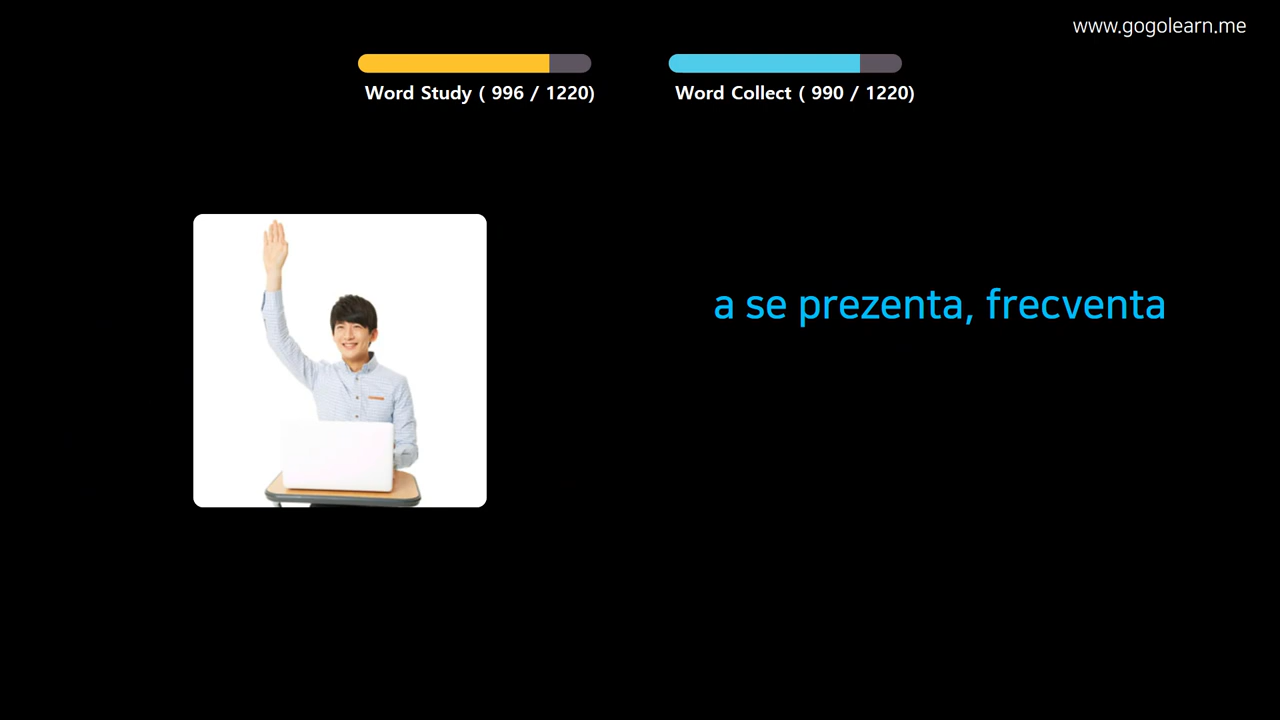 www.gogolearn.me
Word Study ( 996 / 1220)
Word Collect ( 990 / 1220)
a se prezenta, frecventa